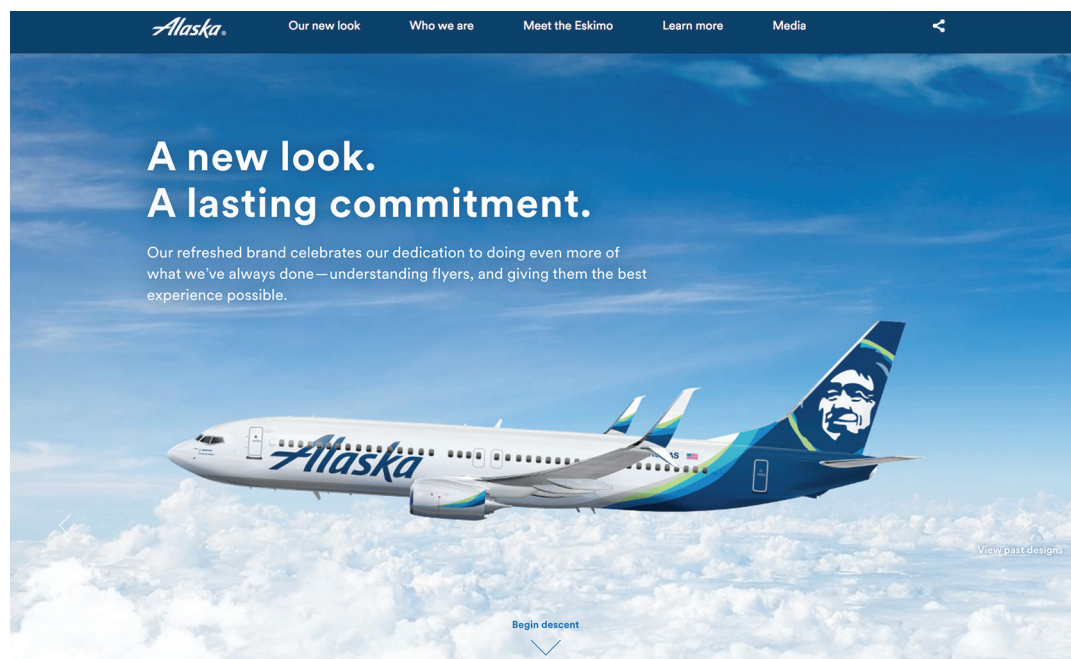 Alaska®
Our new look
Who we are
Meet the Eskimo
Learn more
Media
A new look.
A lasting commitment.
Our refreshed brand celebrates our dedication to doing even more of
what we've always done—understanding flyers, and giving them the best
experience possible.
Alaska
AS
View past designs
Begin descent